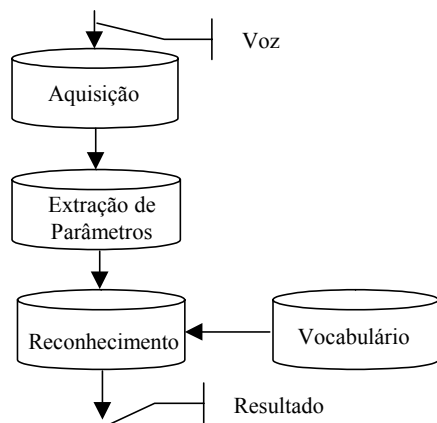 Voz
Aquisição
Extração de
Parâmetros
Reconhecimento
Vocabulário
Resultado